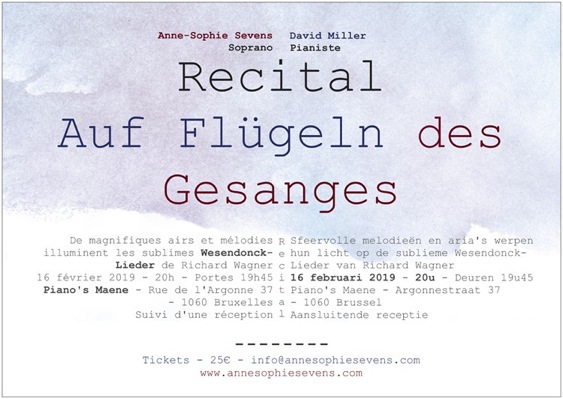 Anne-Sophie Sevens David Miller
Soprano Pianiste
Recital
Auf Flügeln des
Gesanges
De magnifiques airs et mélodies
illuminent les sublimes Wesendonck-
Lieder de Richard Wagner
16 février 2019 - 20h - Portes 19h45
Piano's Maene - Rue de l'Argonne 37
- 1060 Bruxelles
Suivi d'une réception
Recital
Sfeervolle melodieën en aria's werpen
hun licht op de sublieme Wesendonck-
Lieder van Richard Wagner
16 februari 2019 - 20u - Deuren 19u45
Piano's Maene - Argonnestraat 37
- 1060 Brussel
Aansluitende receptie
--------
Tickets - 25€ - info@annesophiesevens.com
www.annesophiesevens.com